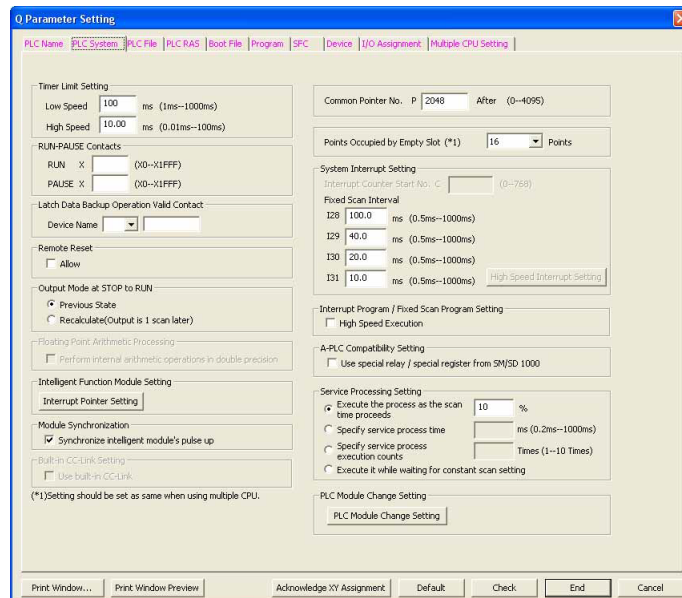 Q Parameter Setting
PLC Name PLC System PLC File PLC RAS Boot File Program SFC Device I/O Assignment Multiple CPU Setting
Timer Limit Setting
Low Speed 100 ms (1ms--1000ms)
High Speed 10.00 ms (0.01ms--100ms)
RUN-PAUSE Contacts
RUN X (X0--X1FFF)
PAUSE X (X0--X1FFF)
Latch Data Backup Operation Valid Contact
Device Name
Remote Reset
Allow
Output Mode at STOP to RUN
Previous State
Recalculate(Output is 1 scan later)
Floating Point Arithmetic Processing
Perform internal arithmetic operations in double precision
Intelligent Function Module Setting
Interrupt Pointer Setting
Module Synchronization
Synchronize intelligent module's pulse up
Built-in CC-Link Setting
Use built-in CC-Link
(*1)Setting should be set as same when using multiple CPU.
Common Pointer No. P 2048 After (0--4095)
Points Occupied by Empty Slot (*1) 16 Points
System Interrupt Setting
Interrupt Counter Start No. C (0--768)
Fixed Scan Interval
I28 100.0 ms (0.5ms--1000ms)
I29 40.0 ms (0.5ms--1000ms)
I30 20.0 ms (0.5ms--1000ms)
I31 10.0 ms (0.5ms--1000ms) High Speed Interrupt Setting
Interrupt Program / Fixed Scan Program Setting
High Speed Execution
A-PLC Compatibility Setting
Use special relay / special register from SM/SD 1000
Service Processing Setting
Execute the process as the scan
time proceeds 10 %
Specify service process time ms (0.2ms--1000ms)
Specify service process
execution counts Times (1--10 Times)
Execute it while waiting for constant scan setting
PLC Module Change Setting
PLC Module Change Setting
Print Window... Print Window Preview Acknowledge XY Assignment Default Check End Cancel